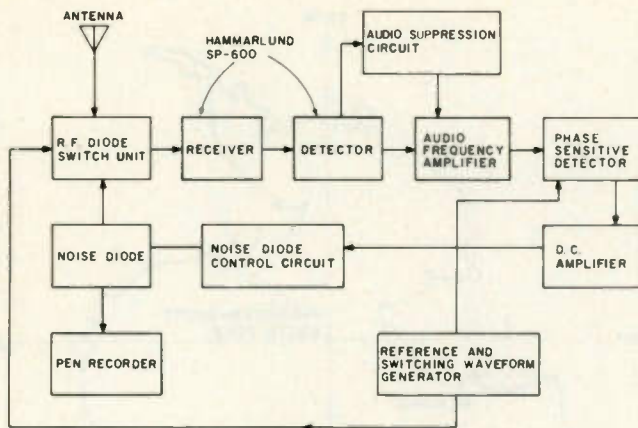 ANTENNA
HAMMARLUND
SP-600
AUDIO SUPPRESSION
CIRCUIT
R.F. DIODE
SWITCH UNIT
RECEIVER
DETECTOR
AUDIO
FREQUENCY
AMPLIFIER
PHASE
SENSITIVE
DETECTOR
NOISE DIODE
NOISE DIODE
CONTROL CIRCUIT
D.C.
AMPLIFIER
PEN RECORDER
REFERENCE AND
SWITCHING WAVEFORM
GENERATOR